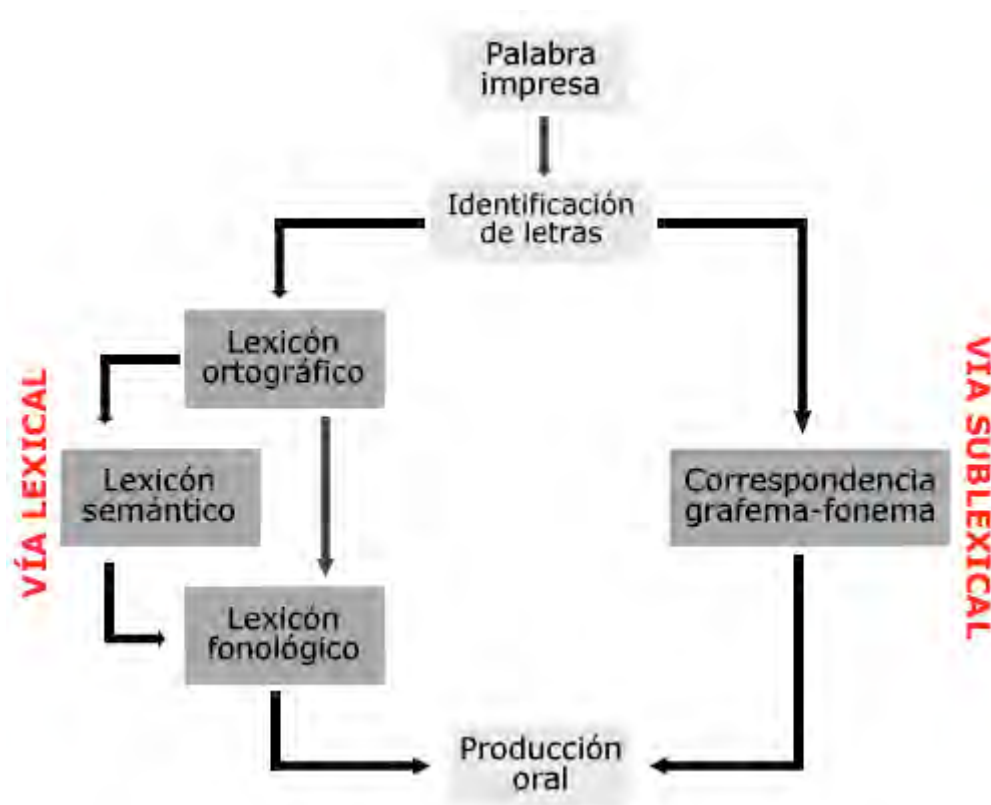 Palabra
impresa
Identificación
de letras
Lexicón
ortográfico
VÍA LEXICAL
Lexicón
semántico
Correspondencia
grafema-fonema
VIA SUBLEXICAL
Lexicón
fonológico
Producción
oral